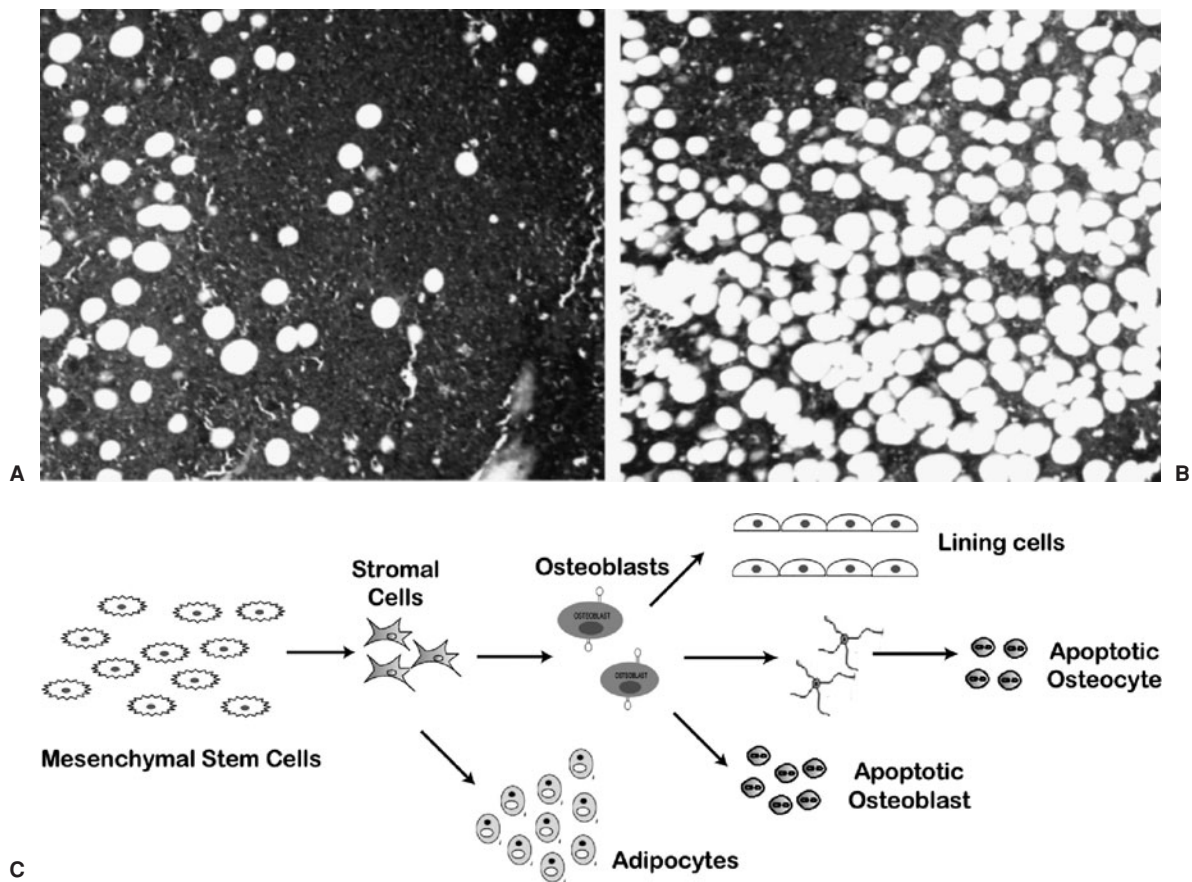 A
B
Stromal
Cells
Osteoblasts
Lining cells
OSTEOBLAST
OSTEOBLAST
Mesenchymal Stem Cells
Apoptotic
Osteocyte
Apoptotic
Osteoblast
Adipocytes
C